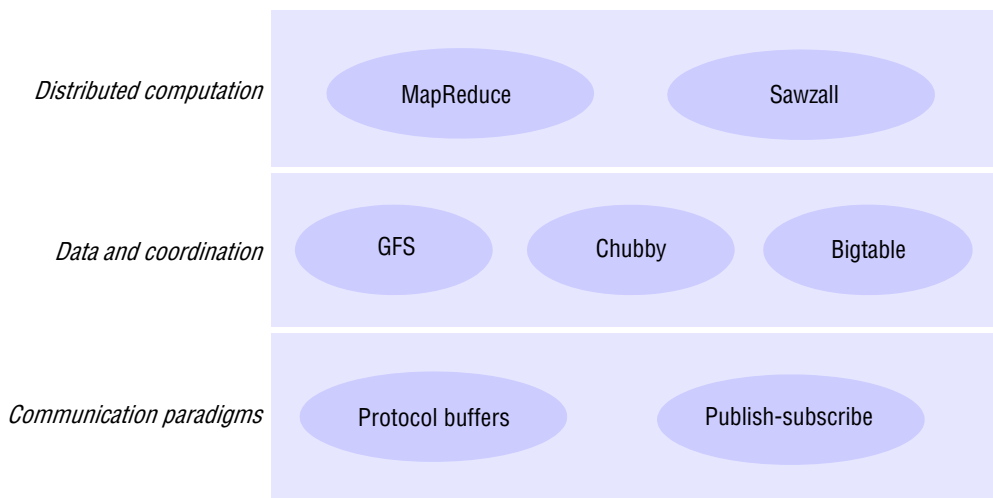 Distributed computation
MapReduce
Sawzall
Data and coordination
GFS
Chubby
Bigtable
Communication paradigms
Protocol buffers
Publish-subscribe